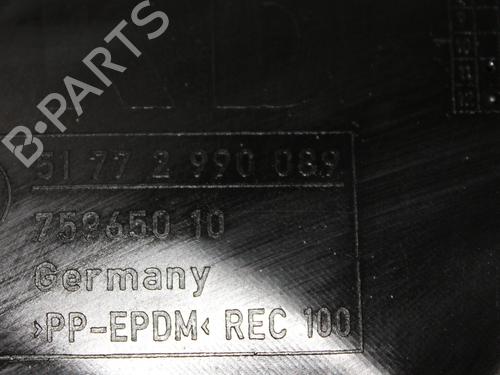 B-PARTS
51 77 2 990 089
759650 10
Germany
>PP-EPDM< REC 100